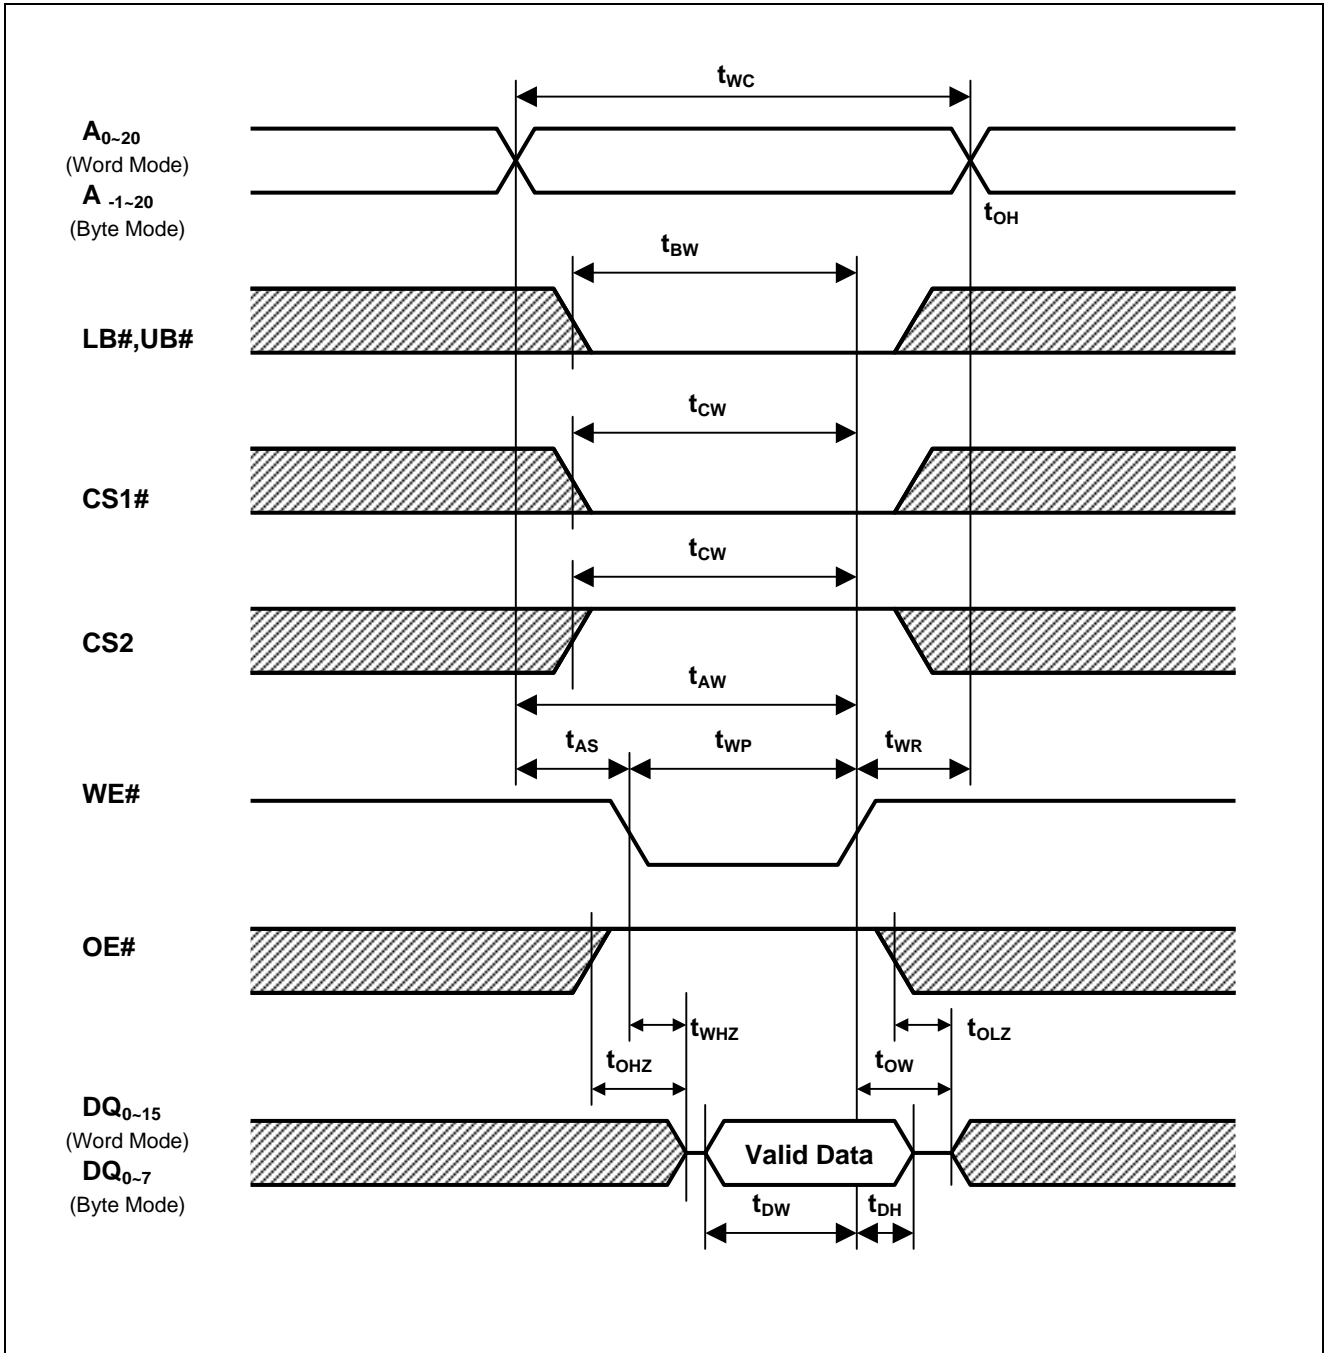 tWC
A0~20
(Word Mode)
A -1~20
(Byte Mode)
tOH
tBW
LB#,UB#
tCW
CS1#
tCW
CS2
tAW
tAS
tWP
tWR
WE#
OE#
tWHZ
tOLZ
tOHZ
tOW
DQ0~15
(Word Mode)
DQ0~7
(Byte Mode)
Valid Data
tDW
tDH